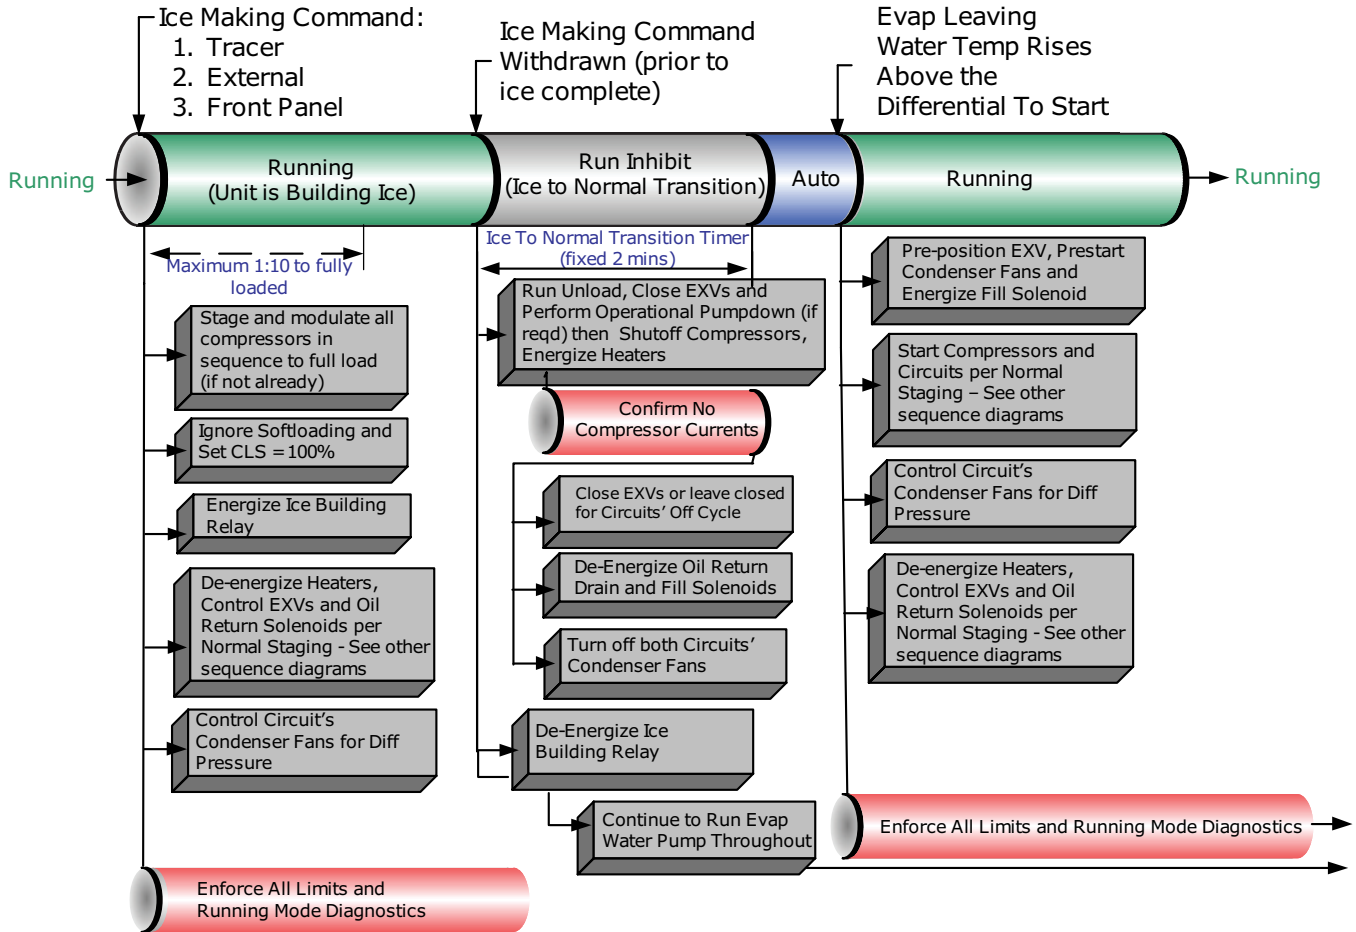 Ice Making Command:
1. Tracer
2. External
3. Front Panel
Ice Making Command
Withdrawn (prior to
ice complete)
Evap Leaving
Water Temp Rises
Above the
Differential To Start
Running
Running
(Unit is Building Ice)
Run Inhibit
(Ice to Normal Transition)
Auto
Running
Running
Maximum 1:10 to fully
loaded
Stage and modulate all
compressors in
sequence to full load
(if not already)
Ignore Softloading and
Set CLS =100%
Energize Ice Building
Relay
De-energize Heaters,
Control EXVs and Oil
Return Solenoids per
Normal Staging - See other
sequence diagrams
Control Circuit’s
Condenser Fans for Diff
Pressure
Enforce All Limits and
Running Mode Diagnostics
Ice To Normal Transition Timer
(fixed 2 mins)
Run Unload, Close EXVs and
Perform Operational Pumpdown (if
reqd) then Shutoff Compressors,
Energize Heaters
Confirm No
Compressor Currents
Close EXVs or leave closed
for Circuits’ Off Cycle
De-Energize Oil Return
Drain and Fill Solenoids
Turn off both Circuits’
Condenser Fans
De-Energize Ice
Building Relay
Continue to Run Evap
Water Pump Throughout
Pre-position EXV, Prestart
Condenser Fans and
Energize Fill Solenoid
Start Compressors and
Circuits per Normal
Staging – See other
sequence diagrams
Control Circuit’s
Condenser Fans for Diff
Pressure
De-energize Heaters,
Control EXVs and Oil
Return Solenoids per
Normal Staging - See other
sequence diagrams
Enforce All Limits and Running Mode Diagnostics